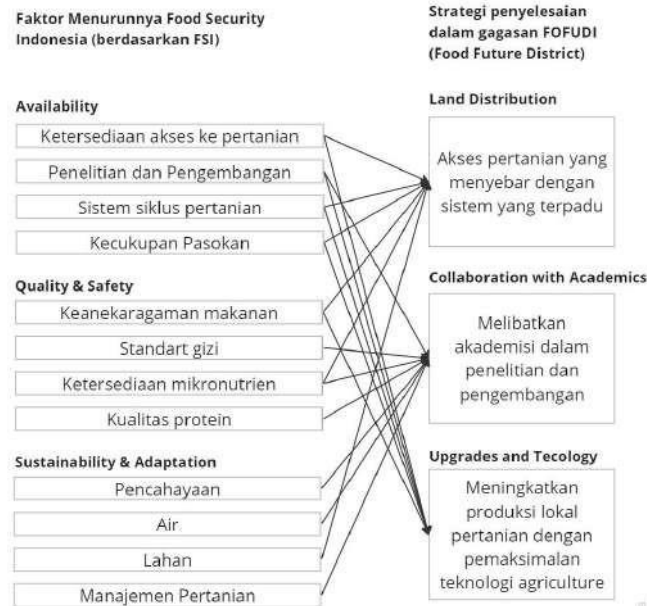 Faktor Menurunnya Food Security
Indonesia (berdasarkan FSI)
Availability
Ketersediaan akses ke pertanian
Penelitian dan Pengembangan
Sistem siklus pertanian
Kecukupan Pasokan
Quality & Safety
Keanekaragaman makanan
Standart gizi
Ketersediaan mikronutrien
Kualitas protein
Sustainability & Adaptation
Pencahayaan
Air
Lahan
Manajemen Pertanian
Strategi penyelesaian
dalam gagasan FOFUDI
(Food Future District)
Land Distribution
Akses pertanian yang
menyebar dengan
sistem yang terpadu
Collaboration with Academics
Melibatkan
akademisi dalam
penelitian dan
pengembangan
Upgrades and Tecology
Meningkatkan
produksi lokal
pertanian dengan
pemaksimalan
teknologi agriculture